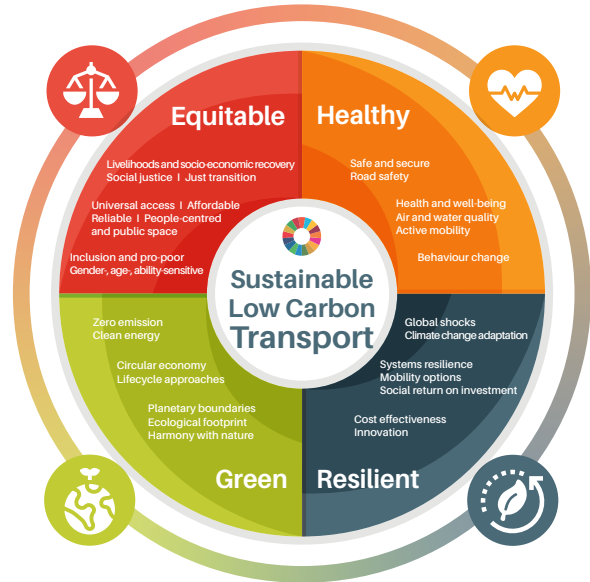 Equitable
Livelihoods and socio-economic recovery
Social justice I Just transition
Universal access I Affordable
Reliable I People-centred
and public space
Inclusion and pro-poor
Gender-, age-, ability-sensitive
Healthy
Safe and secure
Road safety
Health and well-being
Air and water quality
Active mobility
Behaviour change
Sustainable
Low Carbon
Transport
Zero emission
Clean energy
Circular economy
Lifecycle approaches
Planetary boundaries
Ecological footprint
Harmony with nature
Green
Global shocks
Climate change adaptation
Systems resilience
Mobility options
Social return on investment
Cost effectiveness
Innovation
Resilient